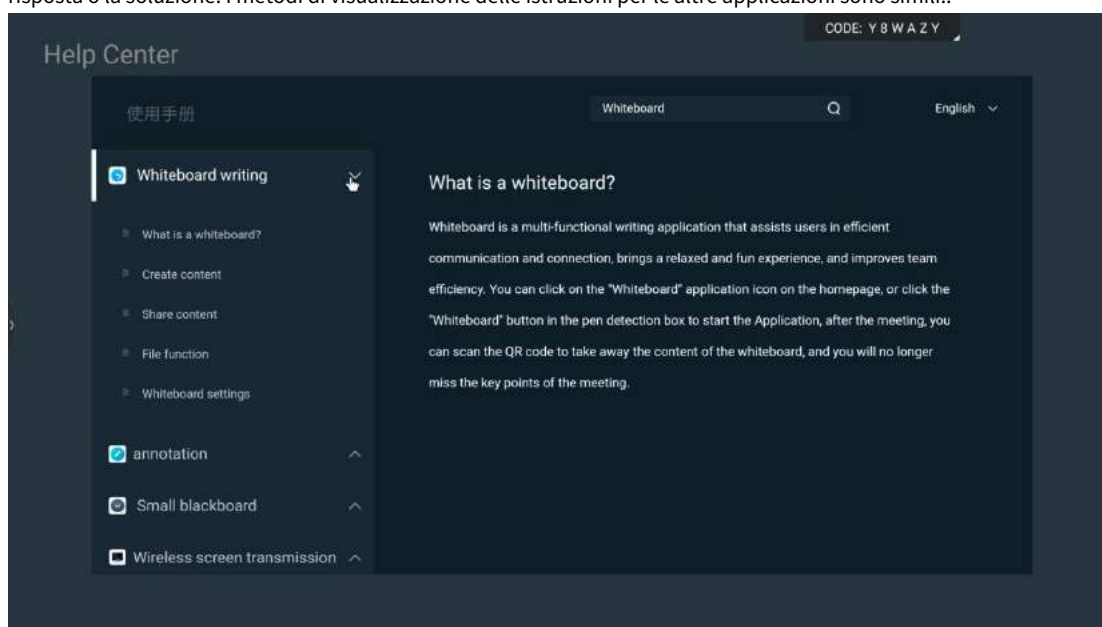 risposta o la soluzione. I metodi di visualizzazione delle istruzioni per le altre applicazioni sono simili..
CODE: Y 8 W A Z Y
Help Center
使用手册
Whiteboard
English
Whiteboard writing
What is a whiteboard?
Create content
Share content
File function
Whiteboard settings
annotation
Small blackboard
Wireless screen transmission
What is a whiteboard?
Whiteboard is a multi-functional writing application that assists users in efficient
communication and connection, brings a relaxed and fun experience, and improves team
efficiency. You can click on the "Whiteboard" application icon on the homepage, or click the
"Whiteboard" button in the pen detection box to start the Application, after the meeting, you
can scan the QR code to take away the content of the whiteboard, and you will no longer
miss the key points of the meeting.